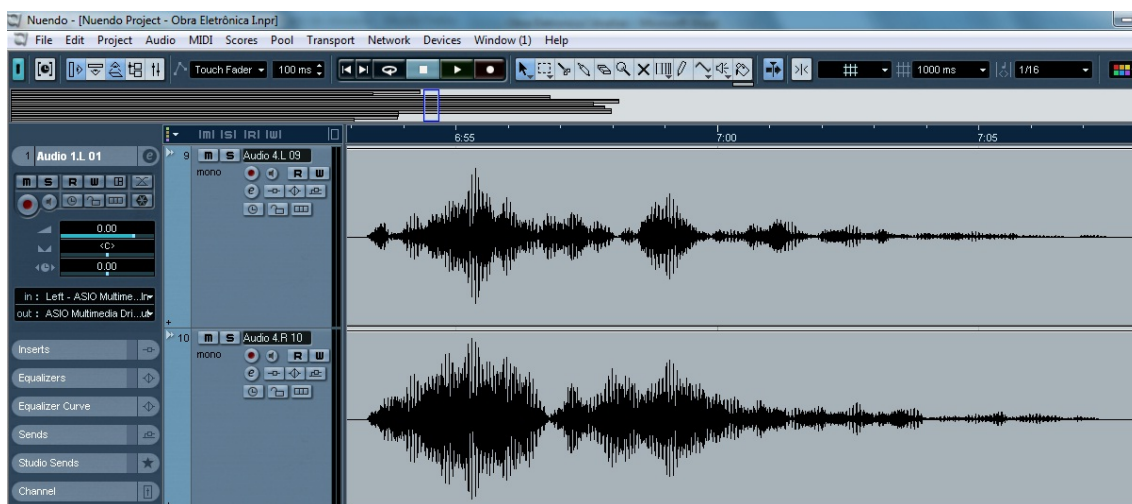 Nuendo - [Nuendo Project - Obra Eletrônica I.npr]
File Edit Project Audio MIDI Scores Pool Transport Network Devices Window (1) Help
Touch Fader 100 ms 1000 ms 1/16
6:55 7:00 7:05
1 Audio 1.L 01
M S R W
0.00
<C>
0.00
in : Left - ASIO Multime...In
out : ASIO Multimedia Dri...ut
Inserts
Equalizers
Equalizer Curve
Sends
Studio Sends
Channel
|M| |S| |R| |W|
9 M S Audio 4.L 09
mono R W
e
10 M S Audio 4.R 10
mono R W
e